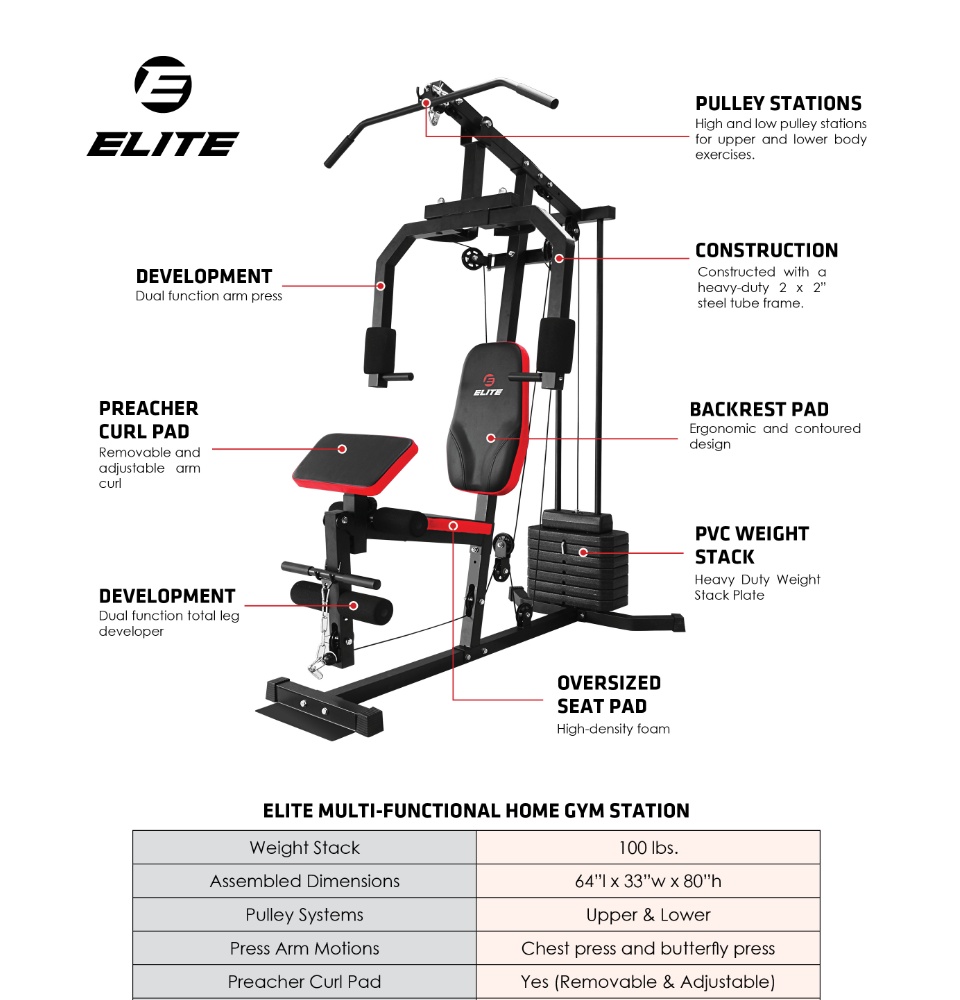 ELITE
PULLEY STATIONS
High and low pulley stations
for upper and lower body
exercises.
CONSTRUCTION
Constructed with a
heavy-duty 2 x 2”
steel tube frame.
DEVELOPMENT
Dual function arm press
ELITE
PREACHER
CURL PAD
Removable and
adjustable arm
curl
BACKREST PAD
Ergonomic and contoured
design
PVC WEIGHT
STACK
Heavy Duty Weight
Stack Plate
DEVELOPMENT
Dual function total leg
developer
OVERSIZED
SEAT PAD
High-density foam
ELITE MULTI-FUNCTIONAL HOME GYM STATION
Weight Stack 100 lbs.
Assembled Dimensions 64”l x 33”w x 80”h
Pulley Systems Upper & Lower
Press Arm Motions Chest press and butterfly press
Preacher Curl Pad Yes (Removable & Adjustable)